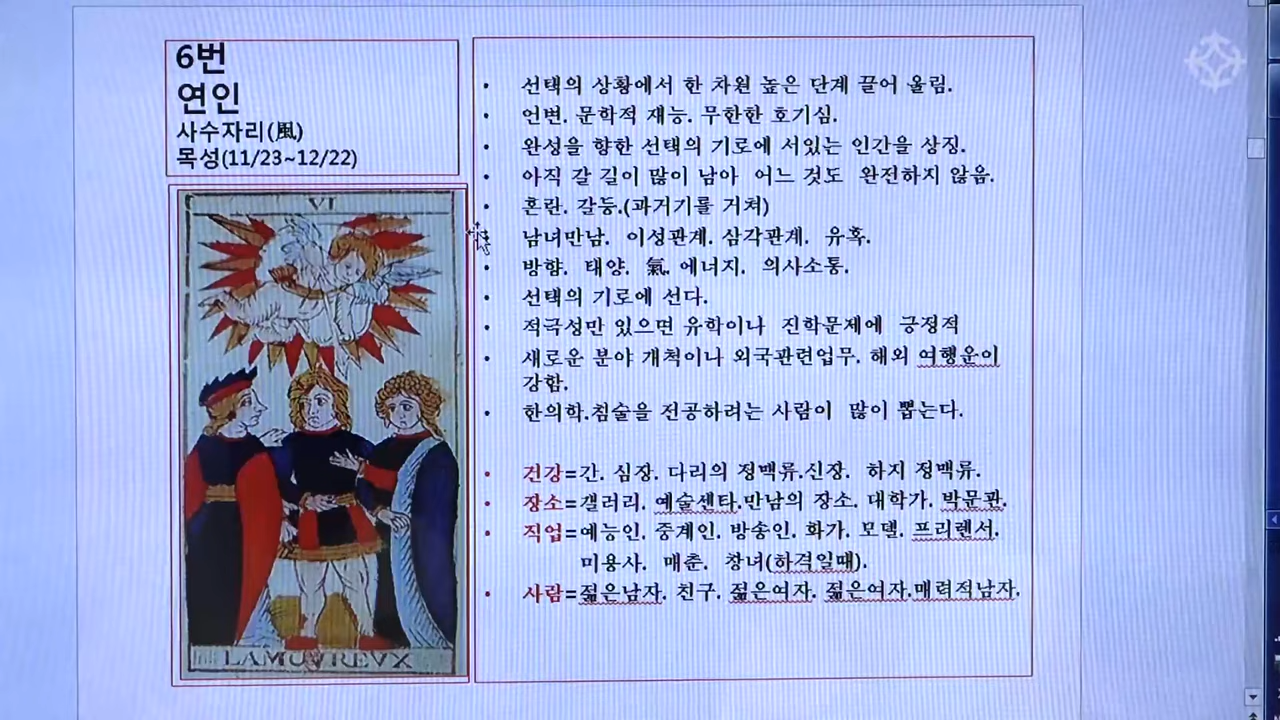 6번
연인
사수자리(風)
목성(11/23~12/22)
VI
LAMOVREVX
• 선택의 상황에서 한 차원 높은 단계 끌어 올림.
• 언변. 문학적 재능. 무한한 호기심.
• 완성을 향한 선택의 기로에 서있는 인간을 상징.
• 아직 갈 길이 많이 남아 어느 것도 완전하지 않음.
• 혼란. 갈등.(과거기를 거쳐)
• 남녀만남. 이성관계. 삼각관계. 유혹.
• 방향. 태양. 氣. 에너지. 의사소통.
• 선택의 기로에 선다.
• 적극성만 있으면 유학이나 진학문제에 긍정적
• 새로운 분야 개척이나 외국관련업무. 해외 여행운이
강함.
• 한의학.침술을 전공하려는 사람이 많이 뽑는다.
• 건강=간. 심장. 다리의 정맥류.신장. 하지 정맥류.
• 장소=갤러리. 예술센타.만남의 장소. 대학가. 박문관.
• 직업=예능인. 중계인. 방송인. 화가. 모델. 프리렌서.
미용사. 매춘. 창녀(하격일때).
• 사람=젊은남자. 친구. 젊은여자. 젊은여자.매력적남자.